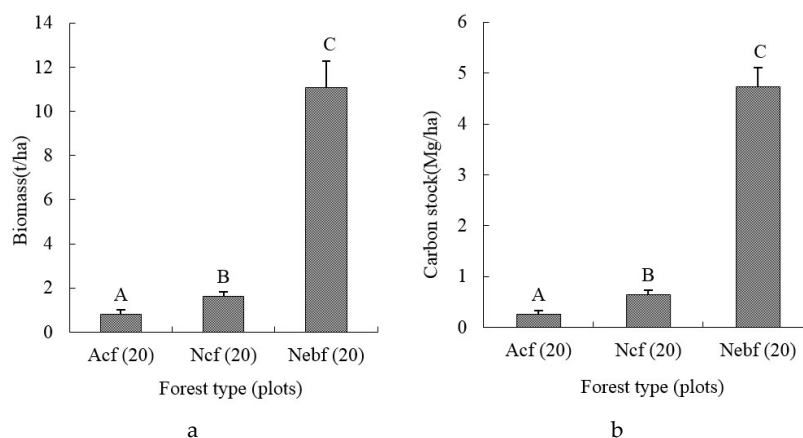 14
12
10
8
6
4
2
0
Biomass(t/ha)
A
B
C
Acf (20) Ncf (20) Nebf (20)
Forest type (plots)
a
6
5
4
3
2
1
0
Carbon stock(Mg/ha)
A
B
C
Acf (20) Ncf (20) Nebf (20)
Forest type (plots)
b